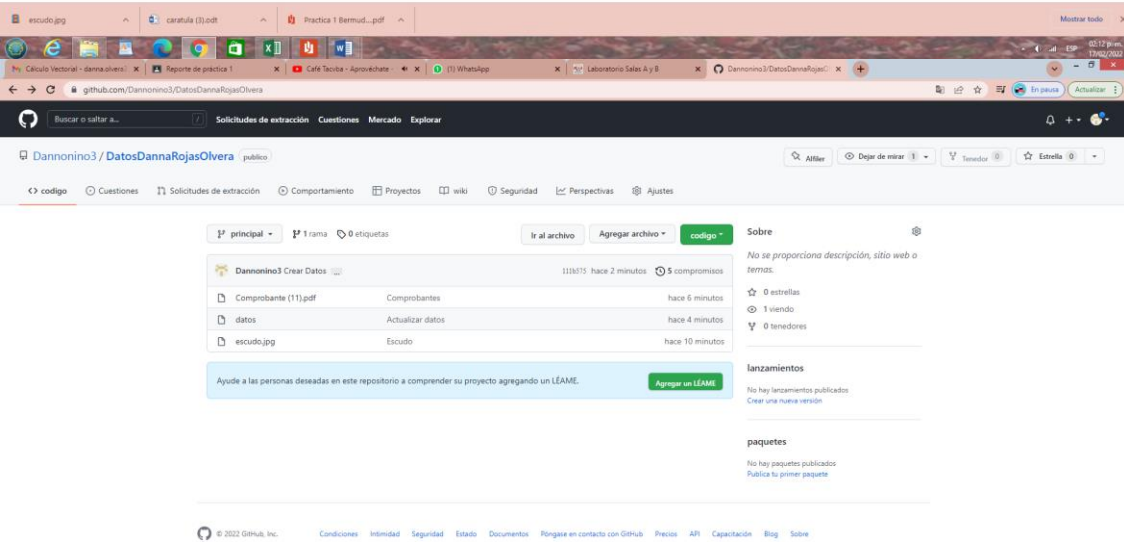 escudo.jpg
caratula (3).odt
Practica 1 Bermud....pdf
Mostrar todo
ESP
02:12 p.m.
17/02/2022
Cálculo Vectorial - danna.olvera
Reporte de práctica 1
Café Tacvba - Aprovéchate -
(1) WhatsApp
Laboratorio Salas A y B
Dannonino3/DatosDannaRojasO
github.com/Dannonino3/DatosDannaRojasOlvera
En pausa
Actualizar
Buscar o saltar a...
/
Solicitudes de extracción Cuestiones Mercado Explorar
Dannonino3 / DatosDannaRojasOlvera publico
Alfiler
Dejar de mirar 1
Tenedor 0
Estrella 0
<> codigo
Cuestiones
Solicitudes de extracción
Comportamiento
Proyectos
wiki
Seguridad
Perspectivas
Ajustes
principal
1 rama
0 etiquetas
Ir al archivo
Agregar archivo
codigo
Dannonino3 Crear Datos
hace 2 minutos
5 compromisos
Comprobante (11).pdf Comprobantes hace 6 minutos
datos Actualizar datos hace 4 minutos
escudo.jpg Escudo hace 10 minutos
Ayude a las personas deseadas en este repositorio a comprender su proyecto agregando un LÉAME.
Agregar un LÉAME
Sobre
No se proporciona descripción, sitio web o
temas.
0 estrellas
1 viendo
0 tenedores
lanzamientos
No hay lanzamientos publicados
Crear una nueva versión
paquetes
No hay paquetes publicados
Publica tu primer paquete
© 2022 GitHub, Inc.
Condiciones Intimidad Seguridad Estado Documentos Póngase en contacto con GitHub Precios API Capacitación Blog Sobre